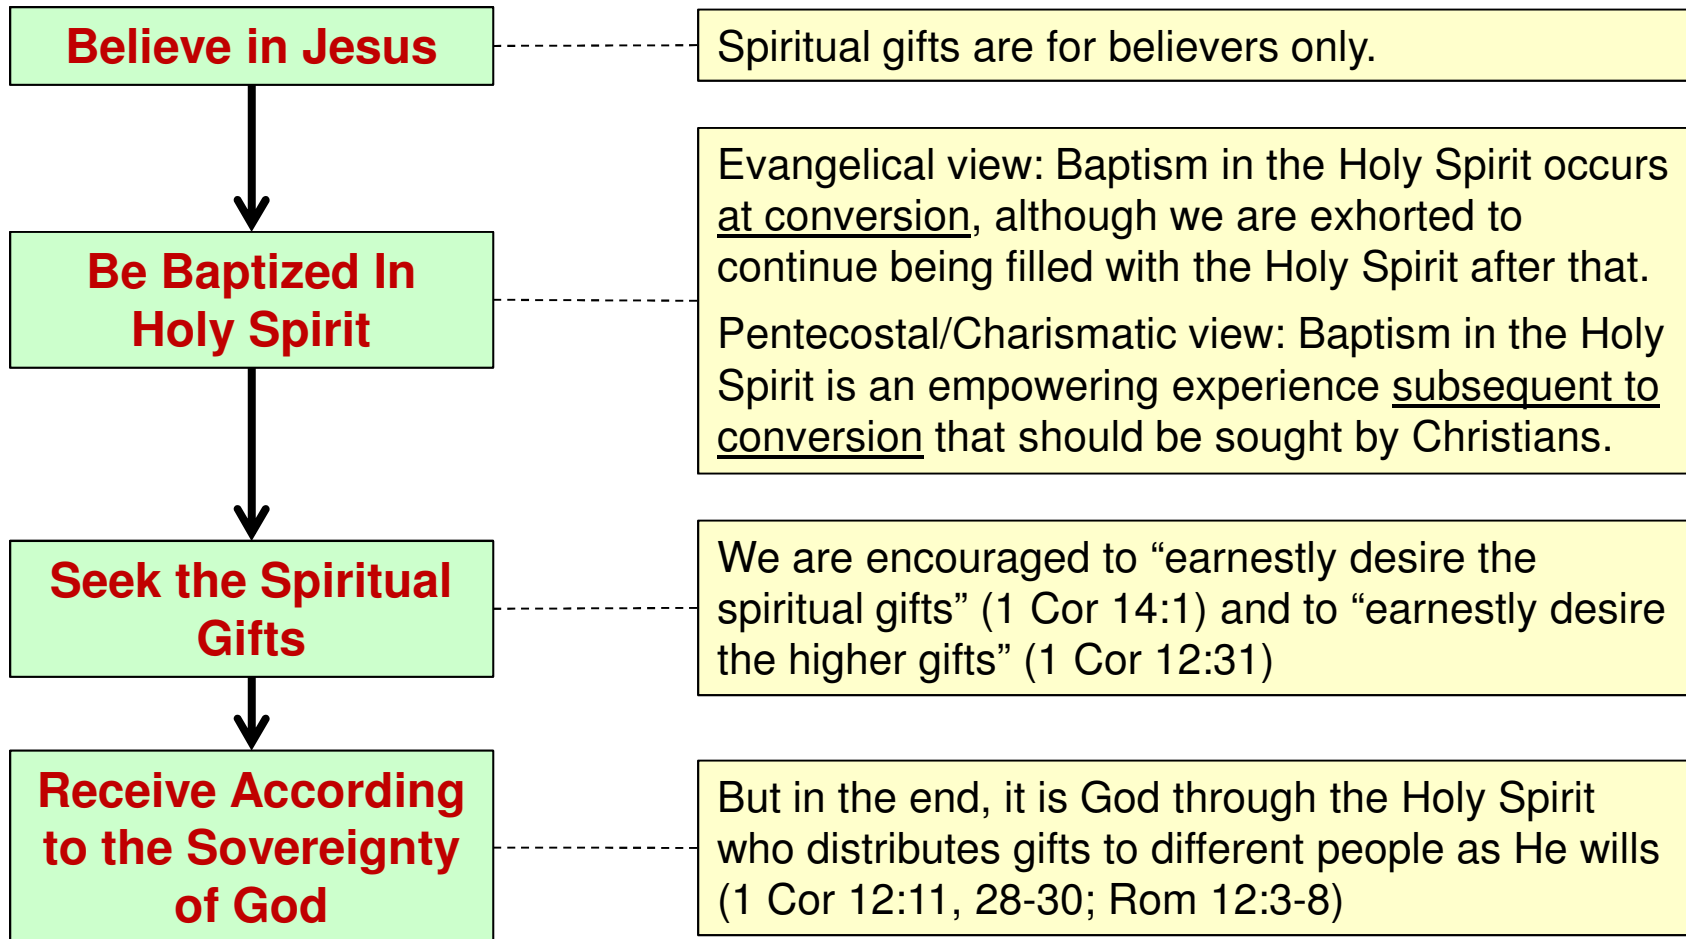 Believe in Jesus
Spiritual gifts are for believers only.
Be Baptized In
Holy Spirit
Evangelical view: Baptism in the Holy Spirit occurs
at conversion, although we are exhorted to
continue being filled with the Holy Spirit after that.
Pentecostal/Charismatic view: Baptism in the Holy
Spirit is an empowering experience subsequent to
conversion that should be sought by Christians.
Seek the Spiritual
Gifts
We are encouraged to “earnestly desire the
spiritual gifts” (1 Cor 14:1) and to “earnestly desire
the higher gifts” (1 Cor 12:31)
Receive According
to the Sovereignty
of God
But in the end, it is God through the Holy Spirit
who distributes gifts to different people as He wills
(1 Cor 12:11, 28-30; Rom 12:3-8)